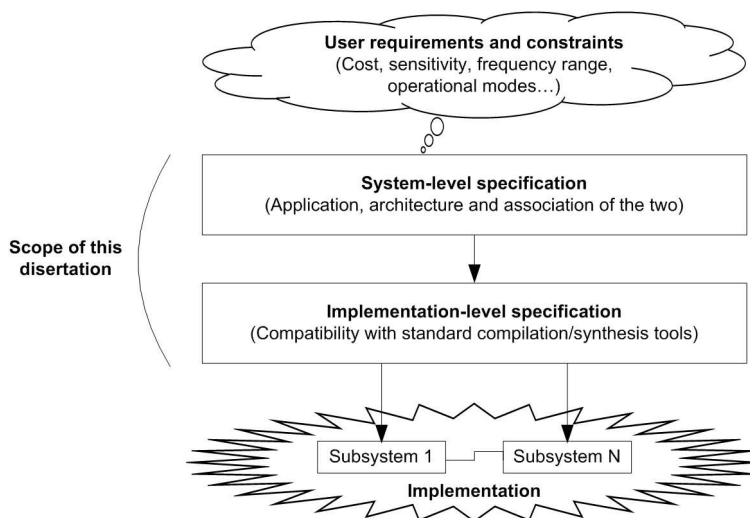 User requirements and constraints
(Cost, sensitivity, frequency range,
operational modes…)
System-level specification
(Application, architecture and association of the two)
Scope of this
disertation
Implementation-level specification
(Compatibility with standard compilation/synthesis tools)
Subsystem 1
Subsystem N
Implementation